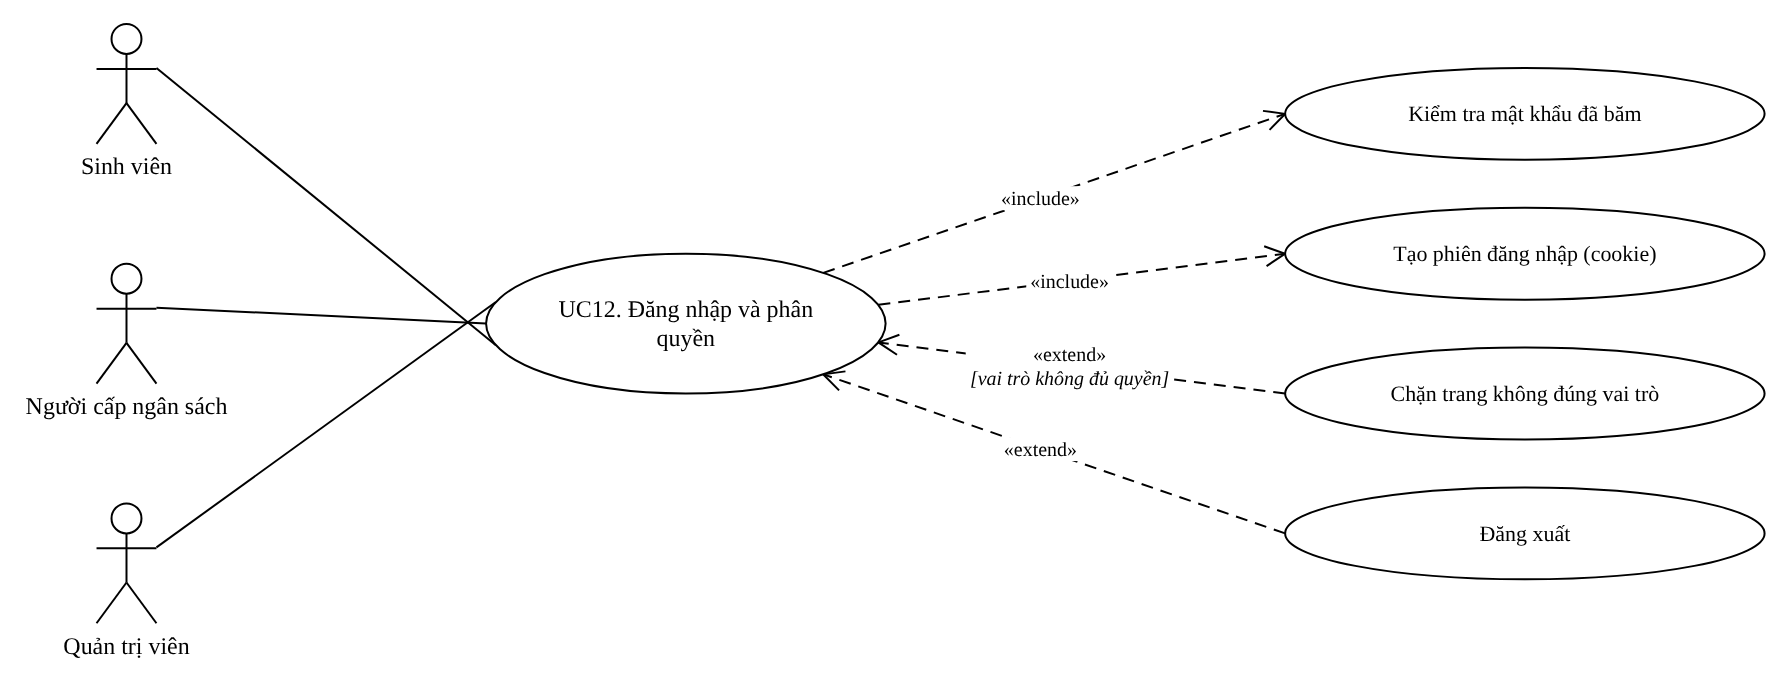 Sinh viên
Người cấp ngân sách
Quản trị viên
UC12. Đăng nhập và phân
quyền
«include»
«include»
«extend»
[vai trò không đủ quyền]
«extend»
Kiểm tra mật khẩu đã băm
Tạo phiên đăng nhập (cookie)
Chặn trang không đúng vai trò
Đăng xuất